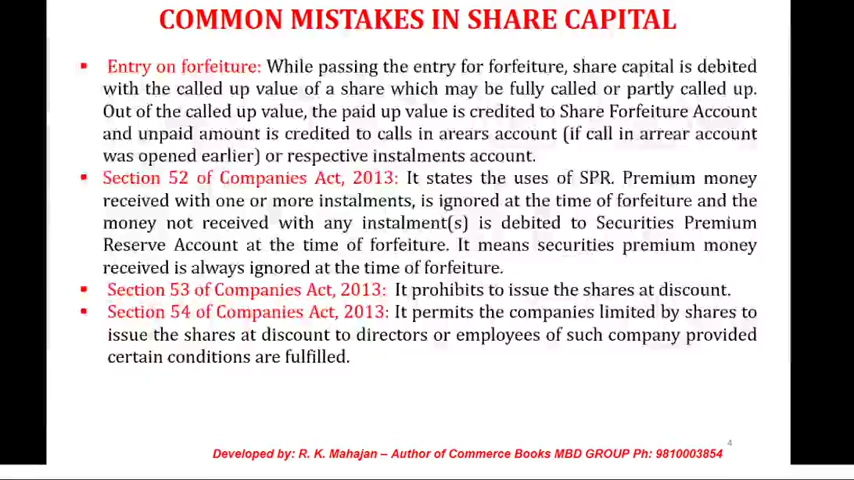 COMMON MISTAKES IN SHARE CAPITAL
▪ Entry on forfeiture: While passing the entry for forfeiture, share capital is debited
with the called up value of a share which may be fully called or partly called up.
Out of the called up value, the paid up value is credited to Share Forfeiture Account
and unpaid amount is credited to calls in arears account (if call in arrear account
was opened earlier) or respective instalments account.
▪ Section 52 of Companies Act, 2013: It states the uses of SPR. Premium money
received with one or more instalments, is ignored at the time of forfeiture and the
money not received with any instalment(s) is debited to Securities Premium
Reserve Account at the time of forfeiture. It means securities premium money
received is always ignored at the time of forfeiture.
▪ Section 53 of Companies Act, 2013: It prohibits to issue the shares at discount.
▪ Section 54 of Companies Act, 2013: It permits the companies limited by shares to
issue the shares at discount to directors or employees of such company provided
certain conditions are fulfilled.
4
Developed by: R. K. Mahajan – Author of Commerce Books MBD GROUP Ph: 9810003854